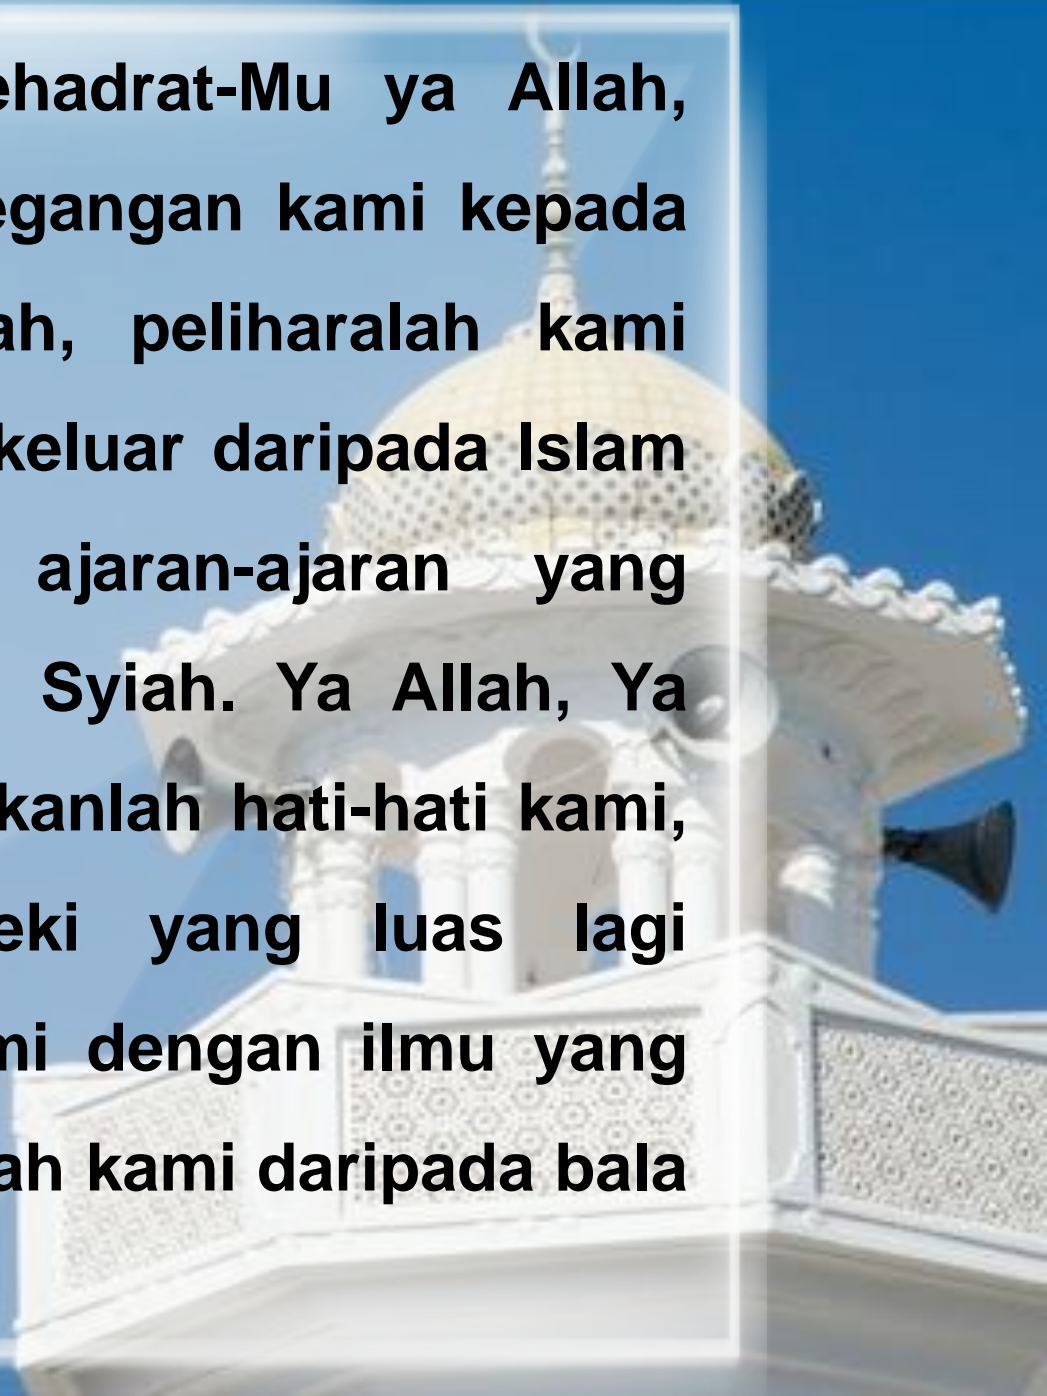 ehadrat-Mu ya Allah,
egangan kami kepada
ah, peliharalah kami
keluar daripada Islam
ajaran-ajaran yang
Syiah. Ya Allah, Ya
kanlah hati-hati kami,
eki yang luas lagi
mi dengan ilmu yang
ah kami daripada bala